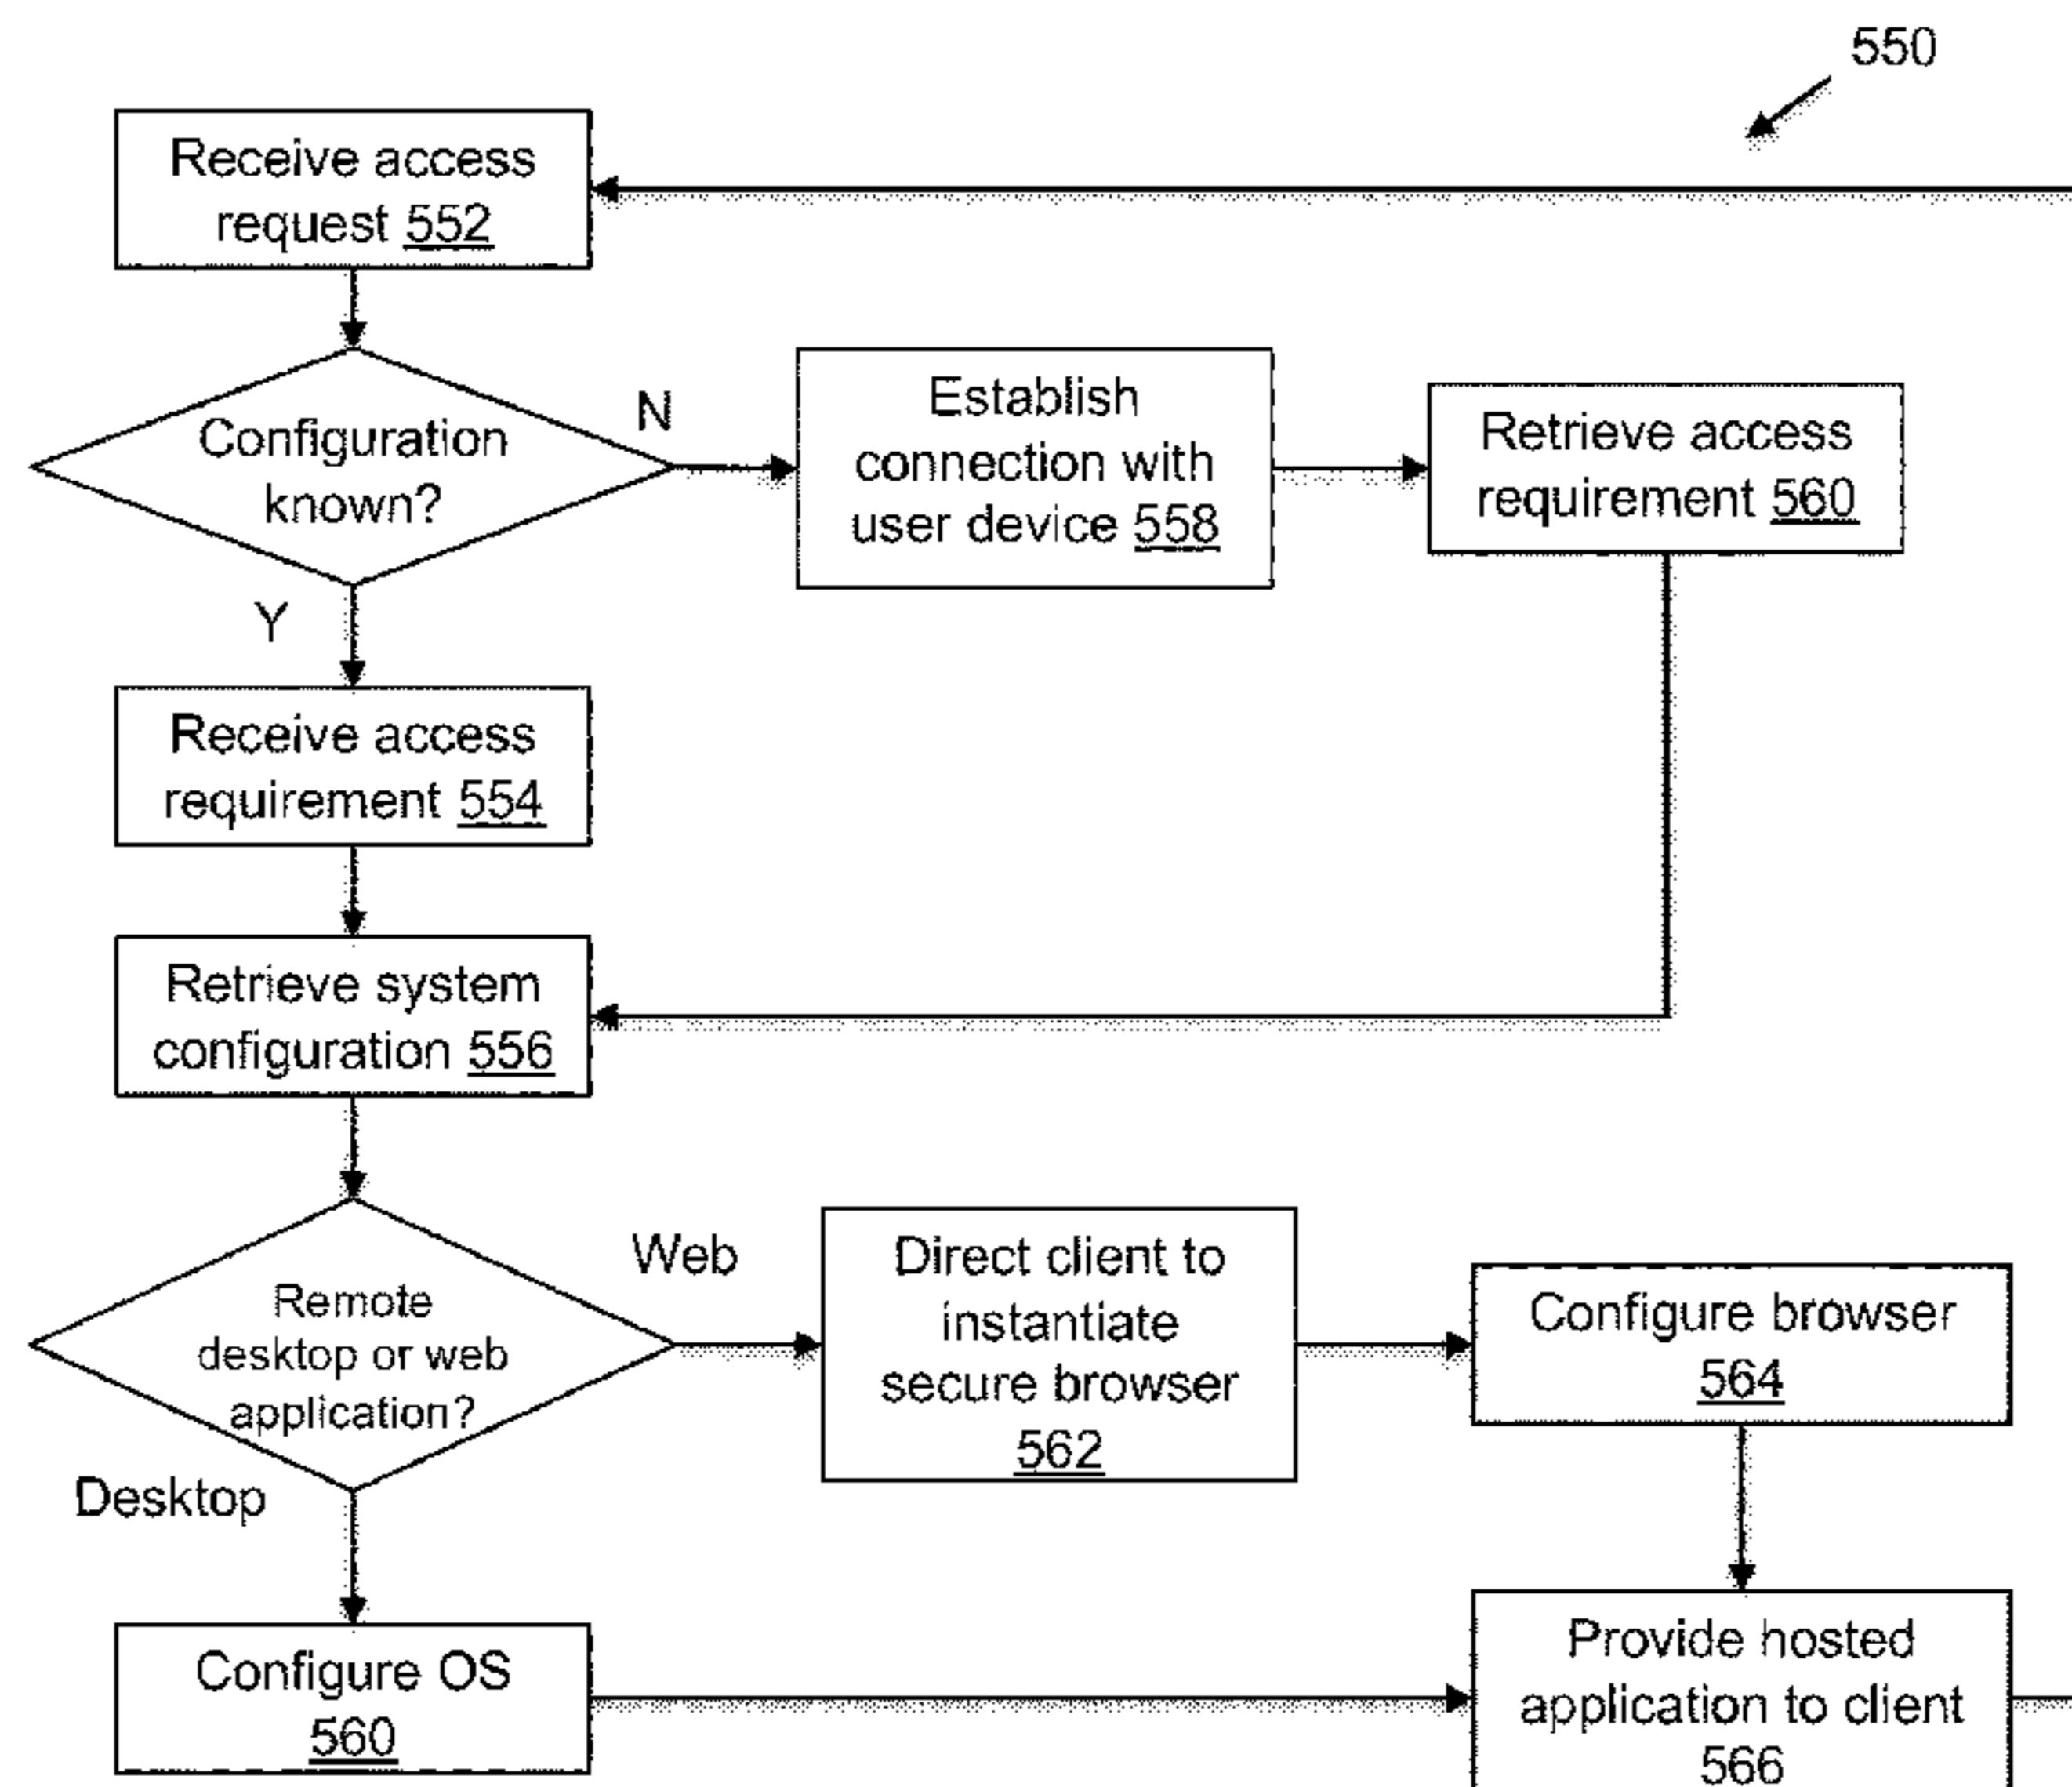 550
Receive access
request 552
Configuration
known?
N
Establish
connection with
user device 558
Retrieve access
requirement 560
Y
Receive access
requirement 554
Retrieve system
configuration 556
Remote
desktop or web
application?
Web
Direct client to
instantiate
secure browser
562
Configure browser
564
Desktop
Configure OS
560
Provide hosted
application to client
566